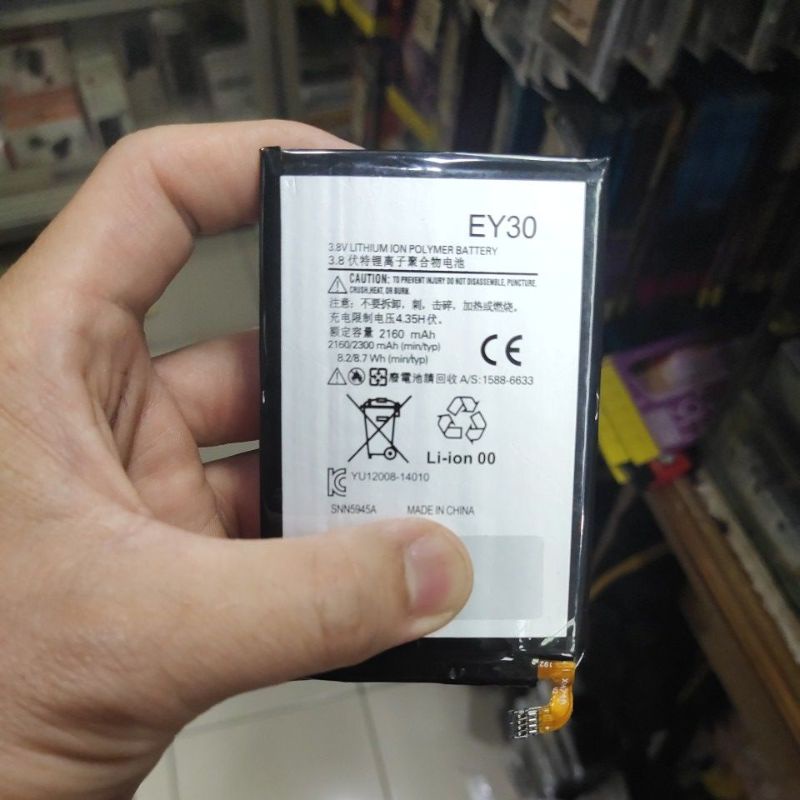 EY30
3.8V LITHIUM ION POLYMER BATTERY
3.8 伏特锂离子聚合物电池
CAUTION: TO PREVENT INJURY DO NOT DISASSEMBLE, PUNCTURE,
CRUSH, HEAT, OR BURN.
注意：不要拆卸，刺，击碎，加热或燃烧。
充电限制电压4.35H伏。
额定容量 2160 mAh
2160/2300 mAh (min/typ)
8.2/8.7 Wh (min/typ)
CE
廢電池請回收 A/S:1588-6633
Li-ion 00
YU12008-14010
SNN5945A MADE IN CHINA